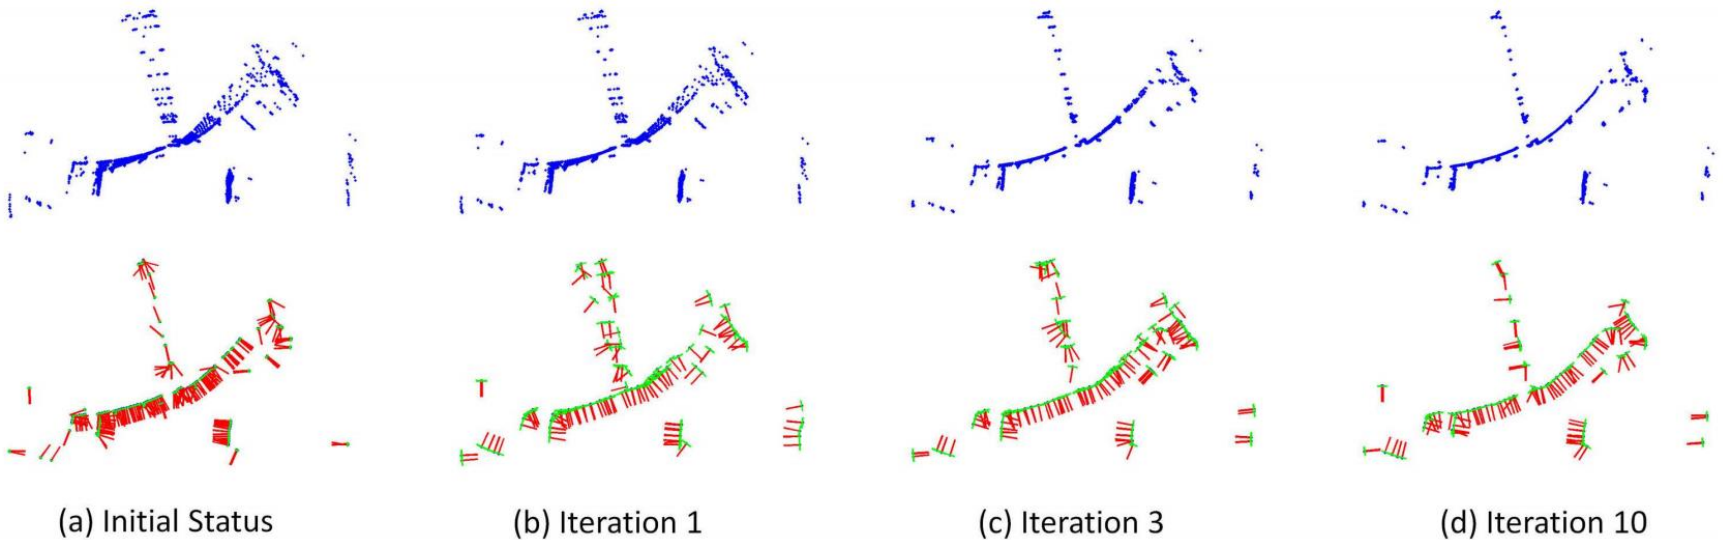 (a) Initial Status
(b) Iteration 1
(c) Iteration 3
(d) Iteration 10